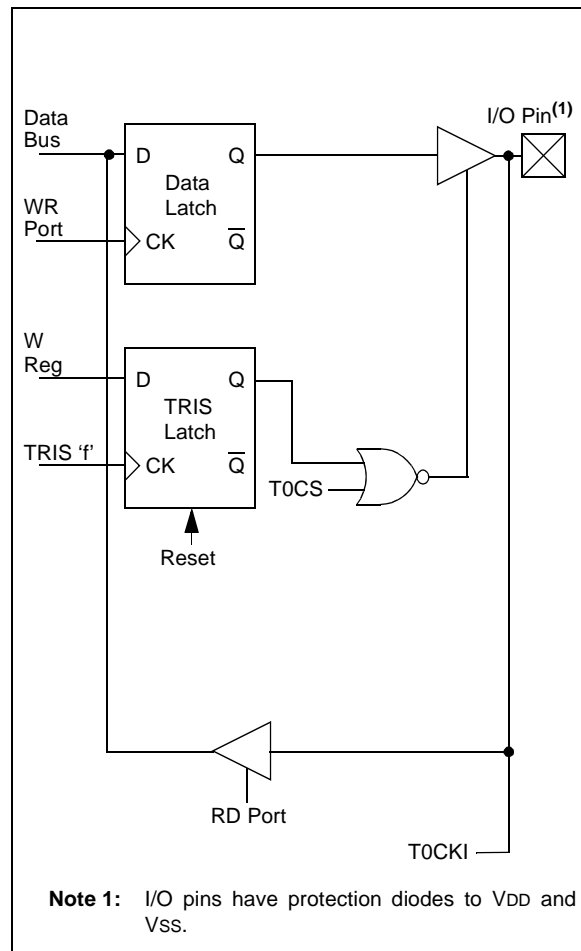 I/O Pin(1)
Data
Bus
D
Q
Data
Latch
WR
Port
CK
Q̅
W
Reg
D
Q
TRIS
Latch
TRIS ‘f’
CK
Q̅
T0CS
Reset
RD Port
T0CKI
Note 1: I/O pins have protection diodes to VDD and
VSS.